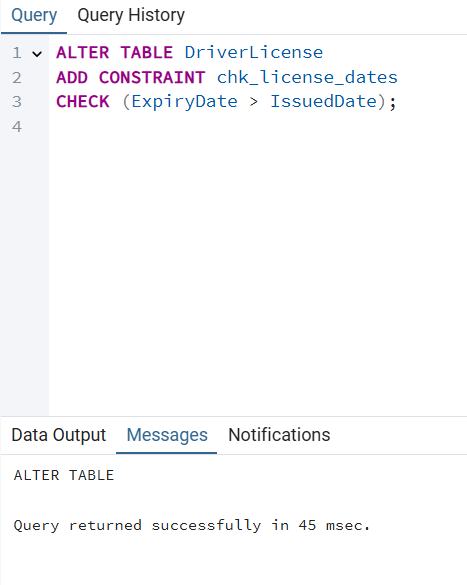 Query Query History
1 ALTER TABLE DriverLicense
2 ADD CONSTRAINT chk_license_dates
3 CHECK (ExpiryDate > IssuedDate);
4
Data Output Messages Notifications
ALTER TABLE
Query returned successfully in 45 msec.